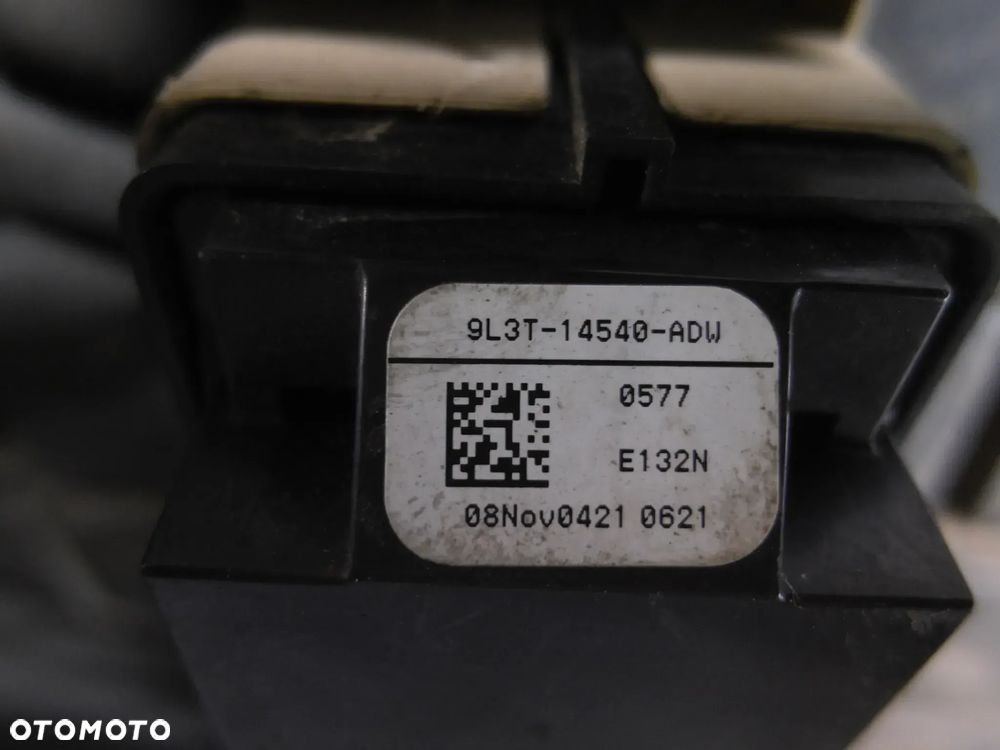 9L3T-14540-ADW
0577
E132N
08Nov0421 0621
OTOMOTO